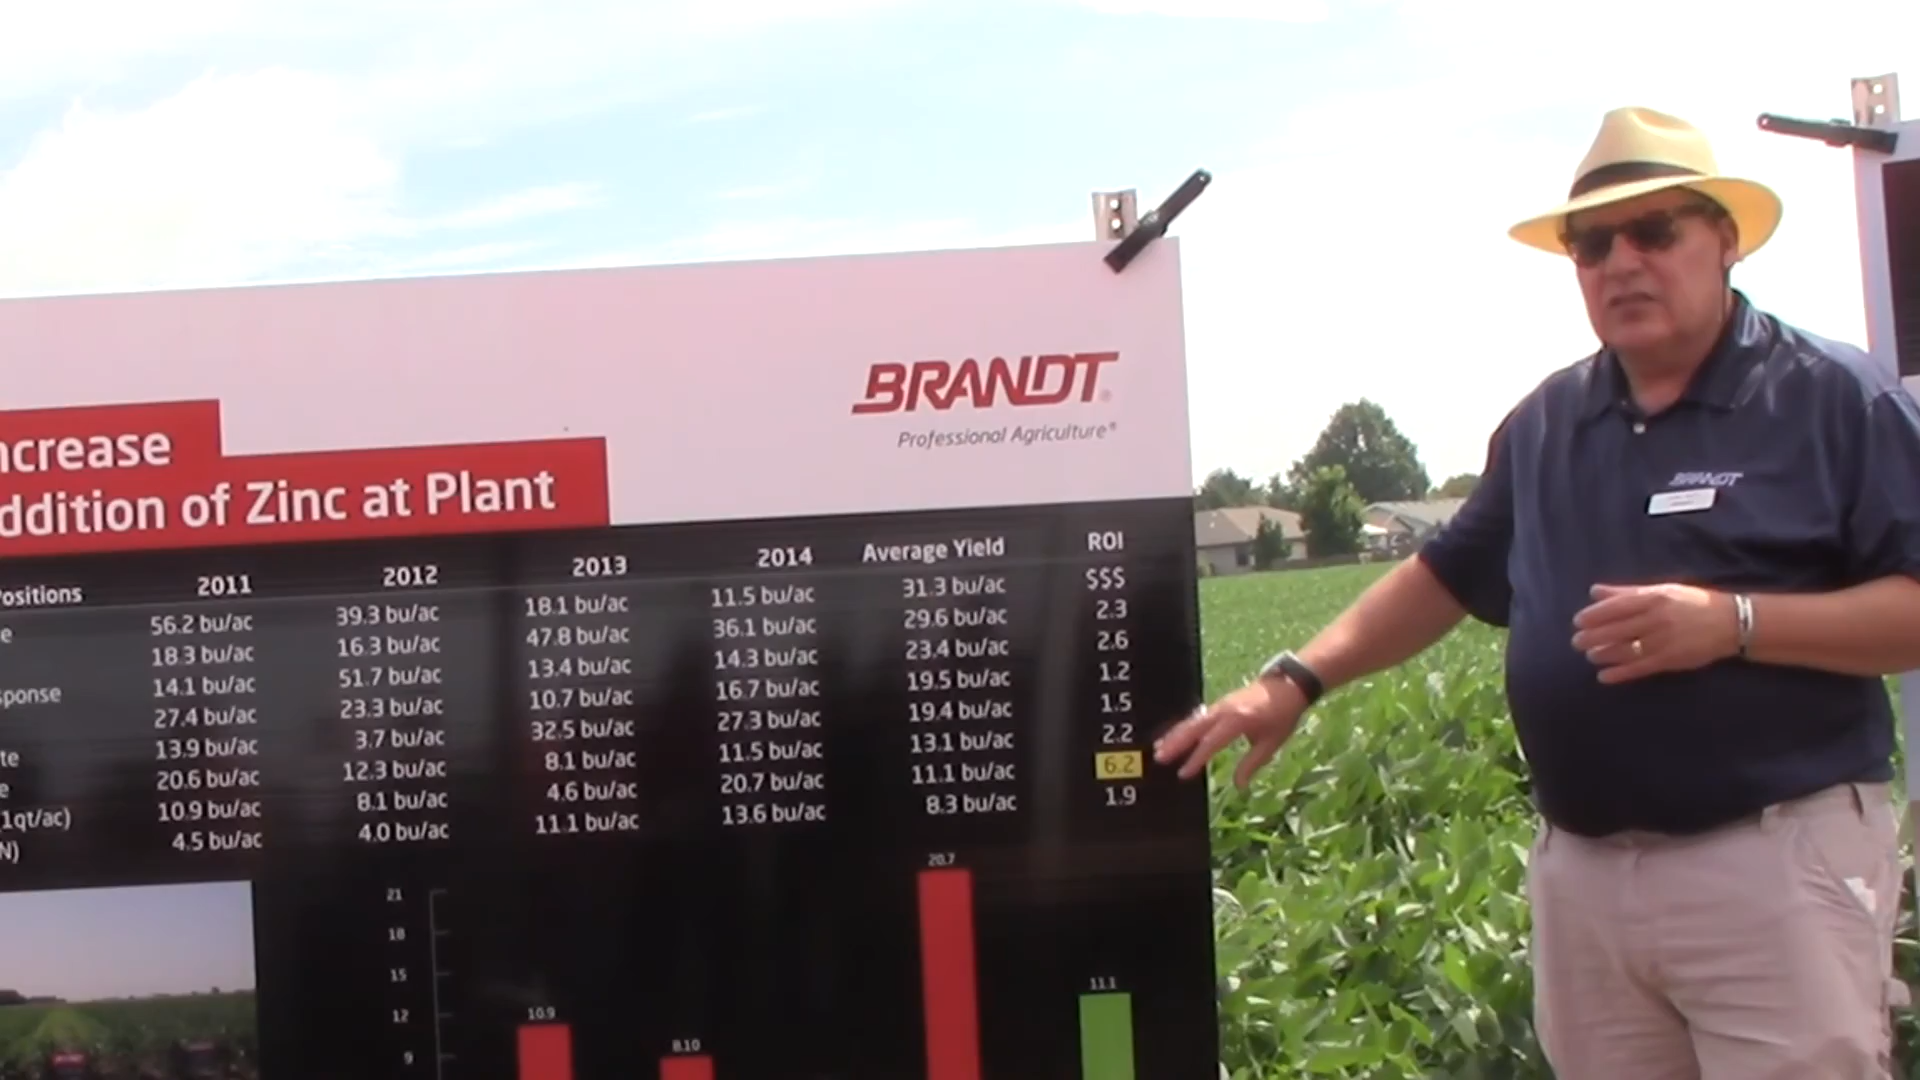 BRANDT®
Professional Agriculture®
ncrease
ddition of Zinc at Plant
BRANDT
ositions 2011 2012 2013 2014 Average Yield ROI
e 56.2 bu/ac 39.3 bu/ac 18.1 bu/ac 11.5 bu/ac 31.3 bu/ac $$$
18.3 bu/ac 16.3 bu/ac 47.8 bu/ac 36.1 bu/ac 29.6 bu/ac 2.3
sponse 14.1 bu/ac 51.7 bu/ac 13.4 bu/ac 14.3 bu/ac 23.4 bu/ac 2.6
27.4 bu/ac 23.3 bu/ac 10.7 bu/ac 16.7 bu/ac 19.5 bu/ac 1.2
te 13.9 bu/ac 3.7 bu/ac 32.5 bu/ac 27.3 bu/ac 19.4 bu/ac 1.5
e 20.6 bu/ac 12.3 bu/ac 8.1 bu/ac 11.5 bu/ac 13.1 bu/ac 2.2
(1qt/ac) 10.9 bu/ac 8.1 bu/ac 4.6 bu/ac 20.7 bu/ac 11.1 bu/ac 6.2
N) 4.5 bu/ac 4.0 bu/ac 11.1 bu/ac 13.6 bu/ac 8.3 bu/ac 1.9
20.7
21
18
15
11.1
12
10.9
8.10
9